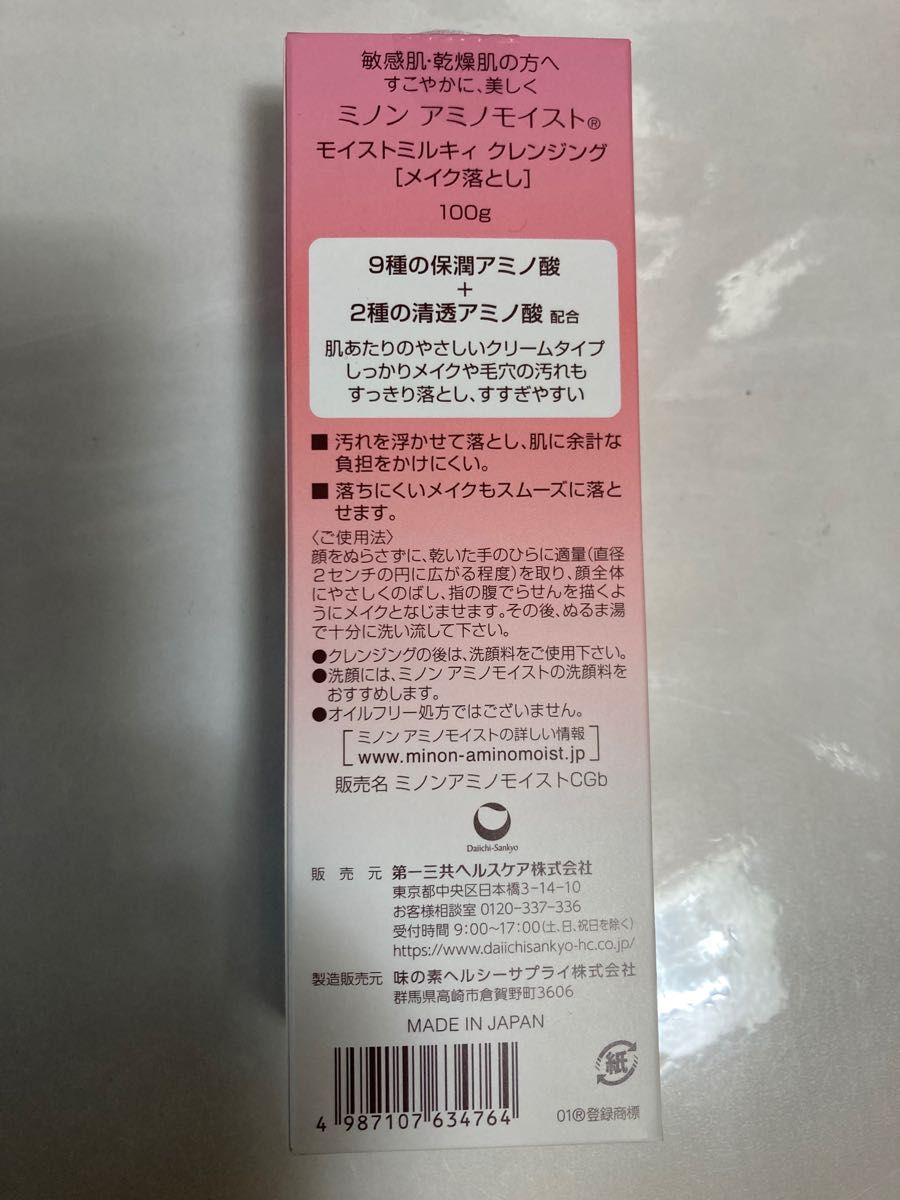 敏感肌・乾燥肌の方へ
すこやかに、美しく
ミノン アミノモイスト®
モイストミルキィ クレンジング
[メイク落とし]
100g
9種の保潤アミノ酸
+
2種の清透アミノ酸 配合
肌あたりのやさしいクリームタイプ
しっかりメイクや毛穴の汚れも
すっきり落とし、すすぎやすい
■ 汚れを浮かせて落とし、肌に余計な
負担をかけにくい。
■ 落ちにくいメイクもスムーズに落と
せます。
〈ご使用法〉
顔をぬらさずに、乾いた手のひらに適量(直径
2センチの円に広がる程度)を取り、顔全体
にやさしくのばし、指の腹でらせんを描くよ
うにメイクとなじませます。その後、ぬるま湯
で十分に洗い流して下さい。
●クレンジングの後は、洗顔料をご使用下さい。
●洗顔には、ミノン アミノモイストの洗顔料を
おすすめします。
●オイルフリー処方ではございません。
[ミノン アミノモイストの詳しい情報
www.minon-aminomoist.jp]
販売名 ミノンアミノモイストCGb
Daiichi-Sankyo
販売元 第一三共ヘルスケア株式会社
東京都中央区日本橋3-14-10
お客様相談室 0120-337-336
受付時間 9:00~17:00(土、日、祝日を除く)
https://www.daiichisankyo-hc.co.jp/
製造販売元 味の素ヘルシーサプライ株式会社
群馬県高崎市倉賀野町3606
MADE IN JAPAN
紙
4 987107 634764
01®登録商標